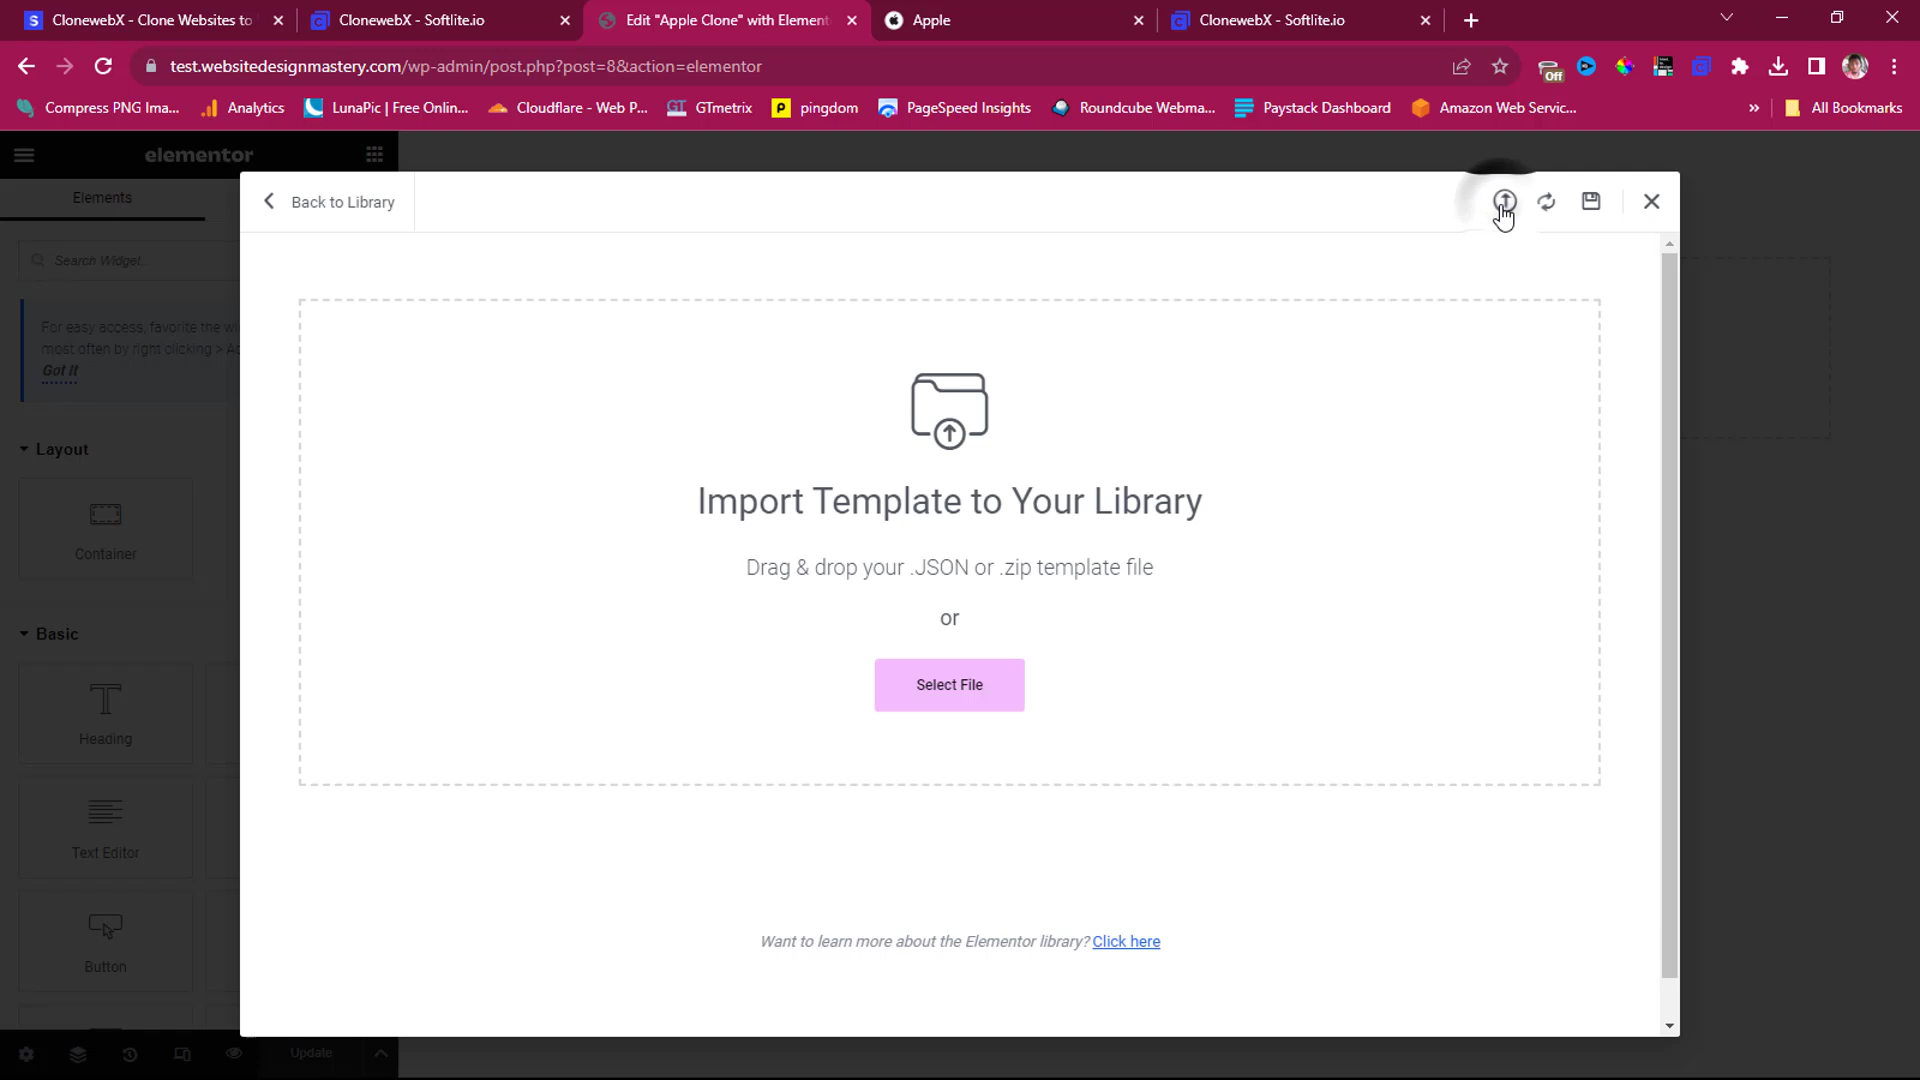 ClonewebX - Clone Websites to
ClonewebX - Softlite.io
Edit "Apple Clone" with Element
Apple
ClonewebX - Softlite.io
test.websitedesignmastery.com/wp-admin/post.php?post=8&action=elementor
Off
Compress PNG Ima...
Analytics
LunaPic | Free Onlin...
Cloudflare - Web P...
GTmetrix
pingdom
PageSpeed Insights
Roundcube Webma...
Paystack Dashboard
Amazon Web Servic...
»
All Bookmarks
elementor
Elements
Back to Library
Search Widget.
For easy access, favorite the wi
most often by right clicking > Ad
Got It
Layout
Container
Basic
Heading
Text Editor
Button
Import Template to Your Library
Drag & drop your .JSON or .zip template file
or
Select File
Want to learn more about the Elementor library? Click here
Update